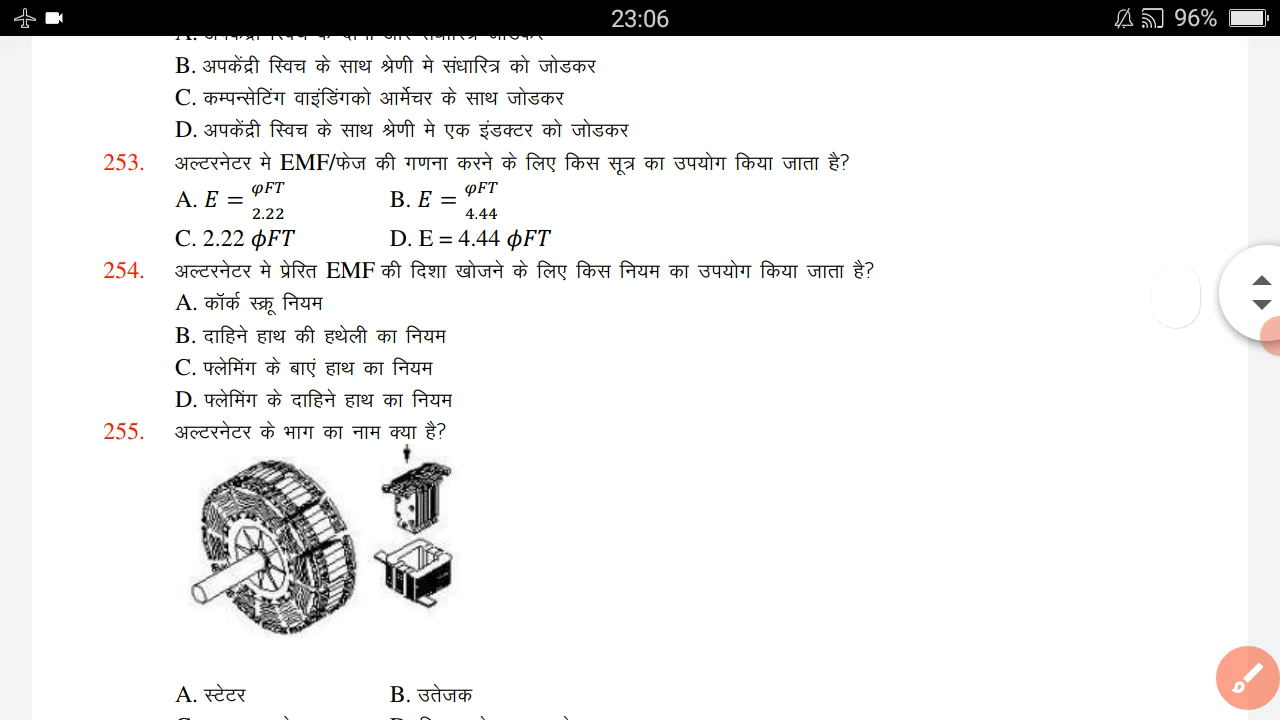 23:06
96%
B. अपकेंद्री स्विच के साथ श्रेणी मे संधारित्र को जोडकर
C. कम्पन्सेटिंग वाइंडिंगको आर्मेचर के साथ जोडकर
D. अपकेंद्री स्विच के साथ श्रेणी मे एक इंडक्टर को जोडकर
253. अल्टरनेटर मे EMF/फेज की गणना करने के लिए किस सूत्र का उपयोग किया जाता है?
A. E = φFT/2.22 B. E = φFT/4.44
C. 2.22 ϕFT D. E = 4.44 ϕFT
254. अल्टरनेटर मे प्रेरित EMF की दिशा खोजने के लिए किस नियम का उपयोग किया जाता है?
A. कॉर्क स्क्रू नियम
B. दाहिने हाथ की हथेली का नियम
C. फ्लेमिंग के बाएं हाथ का नियम
D. फ्लेमिंग के दाहिने हाथ का नियम
255. अल्टरनेटर के भाग का नाम क्या है?
A. स्टेटर B. उतेजक